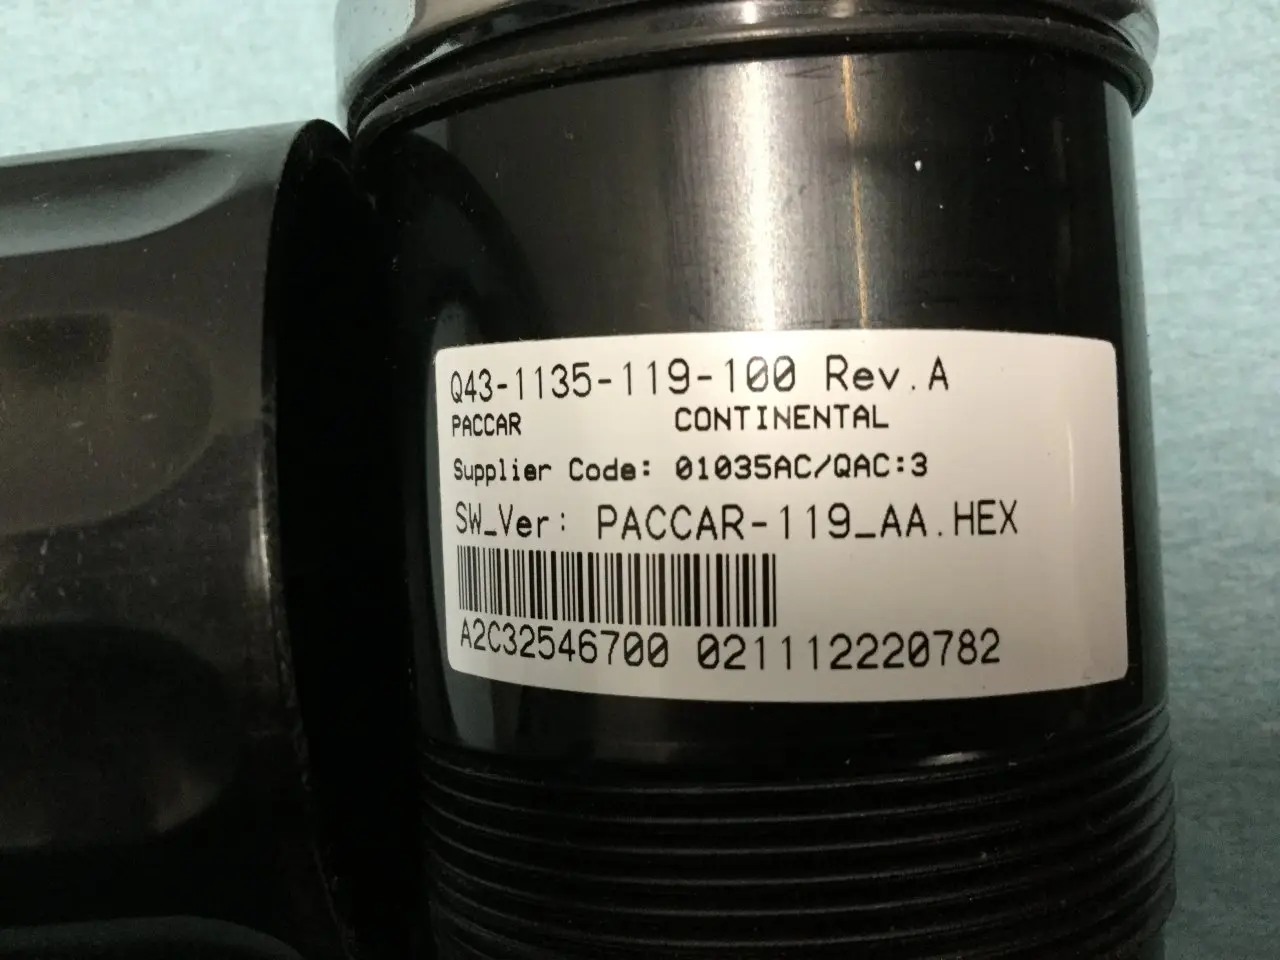 Q43-1135-119-100 Rev.A
PACCAR CONTINENTAL
Supplier Code: 01035AC/QAC:3
SW_Ver: PACCAR-119_AA.HEX
A2C32546700 021112220782